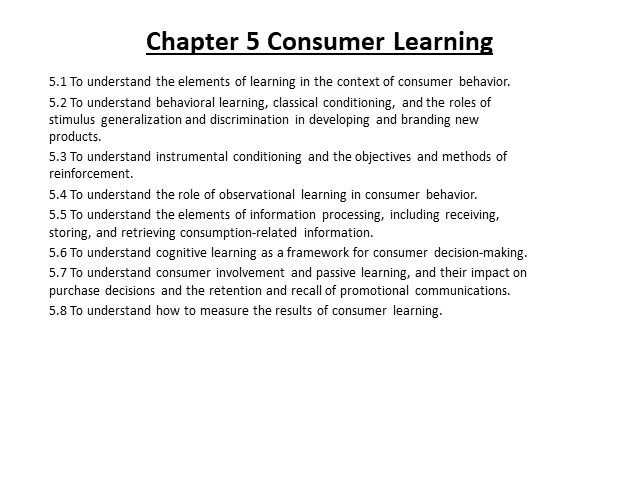 Chapter 5 Consumer Learning
5.1 To understand the elements of learning in the context of consumer behavior.
5.2 To understand behavioral learning, classical conditioning, and the roles of
stimulus generalization and discrimination in developing and branding new
products.
5.3 To understand instrumental conditioning and the objectives and methods of
reinforcement.
5.4 To understand the role of observational learning in consumer behavior.
5.5 To understand the elements of information processing, including receiving,
storing, and retrieving consumption-related information.
5.6 To understand cognitive learning as a framework for consumer decision-making.
5.7 To understand consumer involvement and passive learning, and their impact on
purchase decisions and the retention and recall of promotional communications.
5.8 To understand how to measure the results of consumer learning.